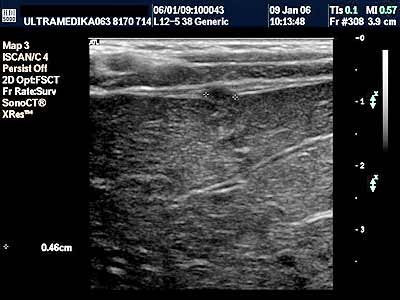 ULTRAMEDIKA063 8170 714
06/01/09:100043
L12-5 38 Generic
09 Jan 06
10:13:48
TIs 0.1 MI 0.57
Fr #308 3.9 cm
Map 3
ISCAN/C 4
Persist Off
2D Opt:FSCT
Fr Rate:Surv
SonoCT®
XRes™
1
2
3
0.46cm